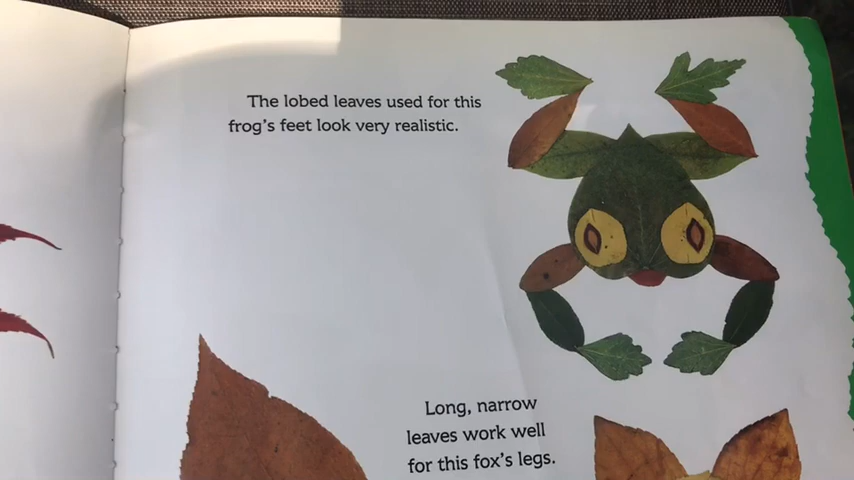 The lobed leaves used for this
frog's feet look very realistic.
Long, narrow
leaves work well
for this fox's legs.